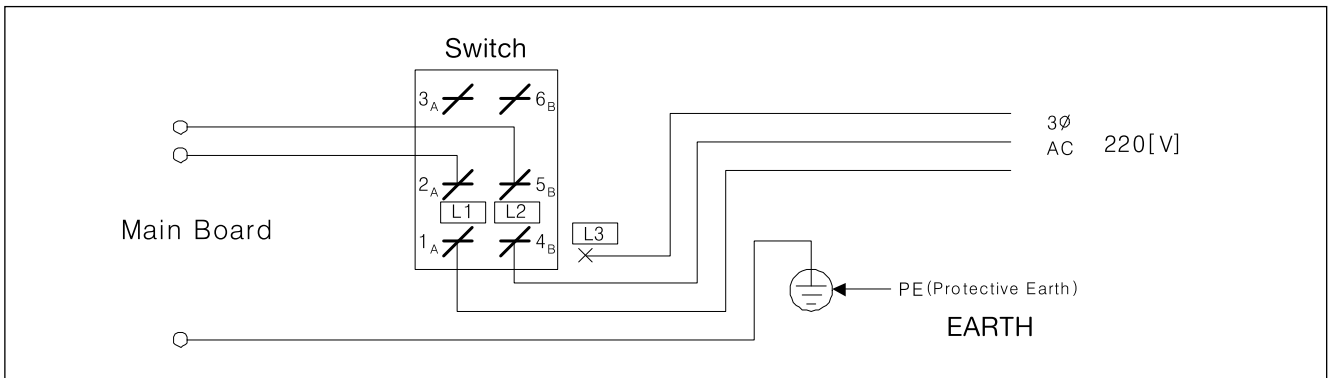 Switch
3A 6B
3Ø
AC 220[V]
2A 5B
L1 L2
L3
Main Board
1A 4B
PE(Protective Earth)
EARTH